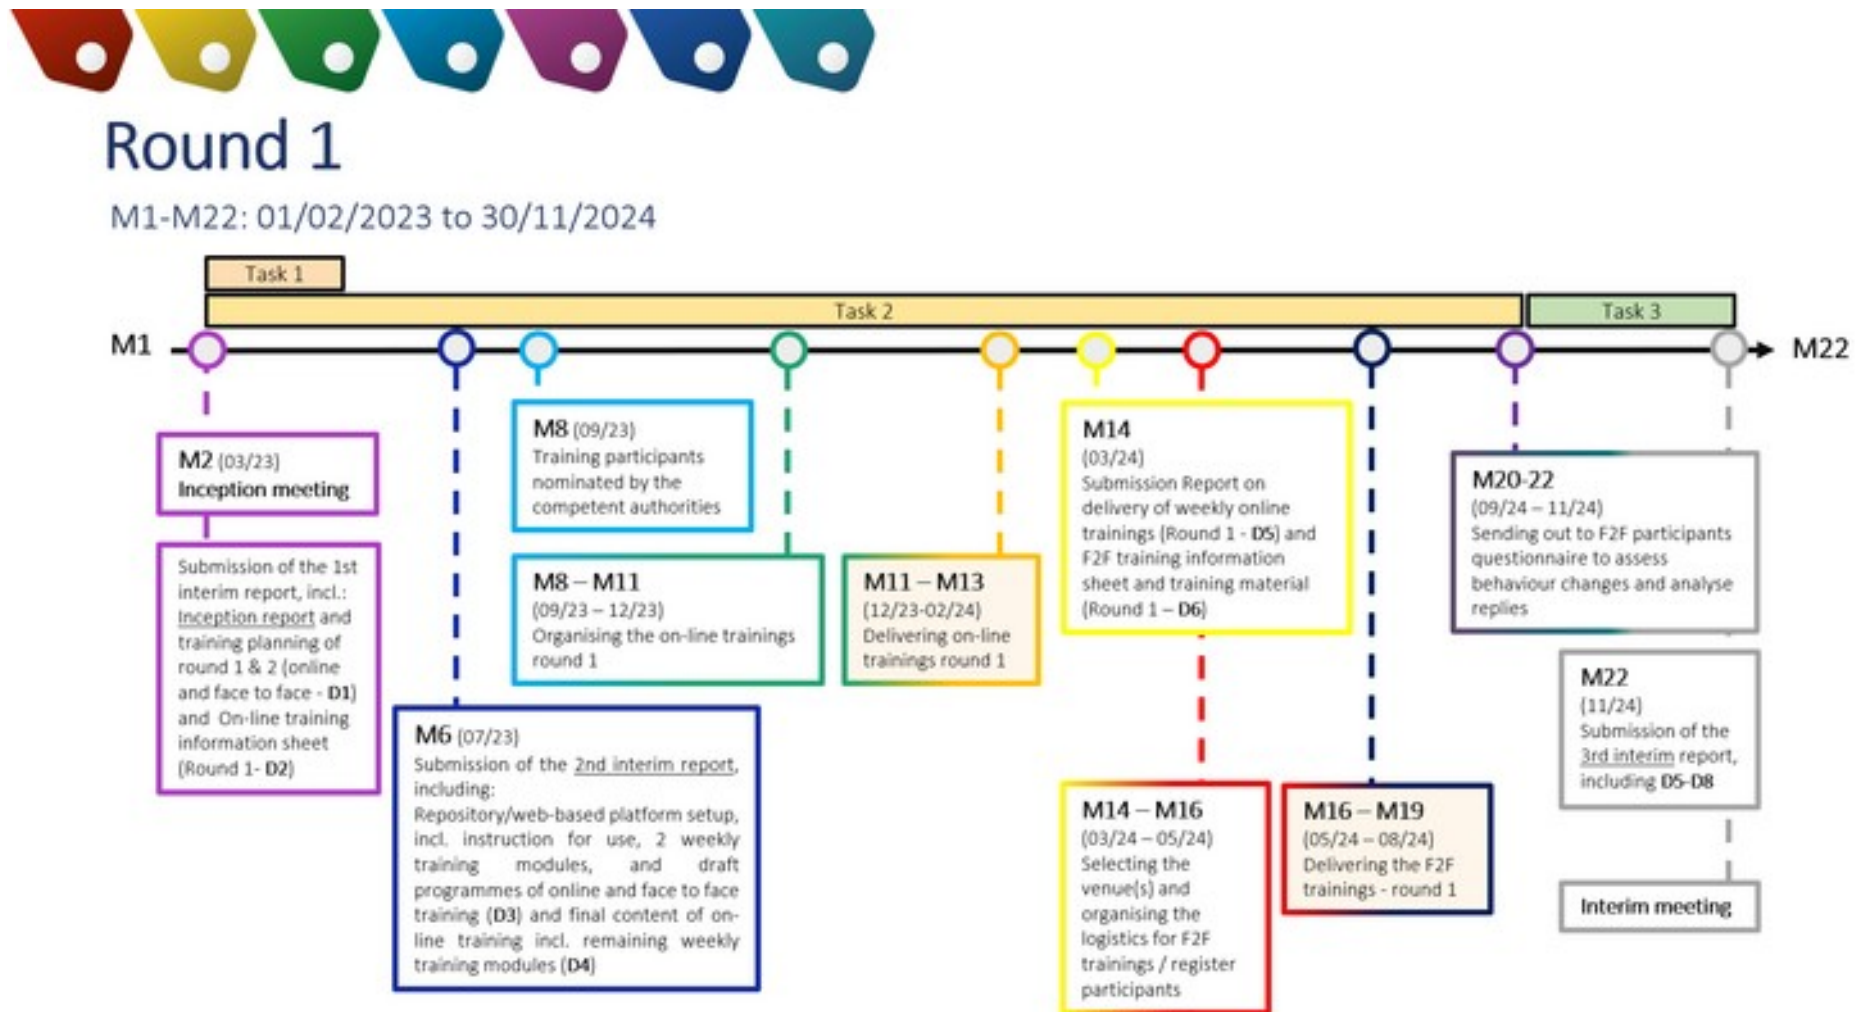 Round 1
M1-M22: 01/02/2023 to 30/11/2024
Task 1
Task 2
Task 3
M1
M22
M2 (03/23)
Inception meeting
Submission of the 1st
interim report, incl.:
Inception report and
training planning of
round 1 & 2 (online
and face to face - D1)
and On-line training
information sheet
(Round 1- D2)
M6 (07/23)
Submission of the 2nd interim report,
including:
Repository/web-based platform setup,
incl. instruction for use, 2 weekly
training modules, and draft
programmes of online and face to face
training (D3) and final content of on-
line training incl. remaining weekly
training modules (D4)
M8 (09/23)
Training participants
nominated by the
competent authorities
M8 – M11
(09/23 – 12/23)
Organising the on-line trainings
round 1
M11 – M13
(12/23-02/24)
Delivering on-line
trainings round 1
M14
(03/24)
Submission Report on
delivery of weekly online
trainings (Round 1 - D5) and
F2F training information
sheet and training material
(Round 1 – D6)
M14 – M16
(03/24 – 05/24)
Selecting the
venue(s) and
organising the
logistics for F2F
trainings / register
participants
M16 – M19
(05/24 – 08/24)
Delivering the F2F
trainings - round 1
M20-22
(09/24 – 11/24)
Sending out to F2F participants
questionnaire to assess
behaviour changes and analyse
replies
M22
(11/24)
Submission of the
3rd interim report,
including D5-D8
Interim meeting